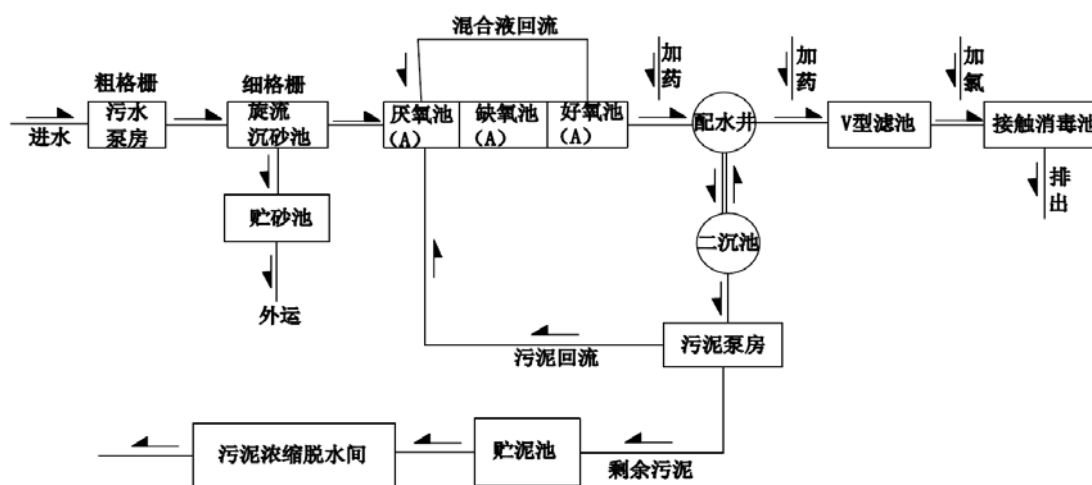 混合液回流
加
药
加
药
加
氯
粗格栅
细格栅
进水
污水
泵房
旋流
沉砂池
厌氧池
(A)
缺氧池
(A)
好氧池
(A)
配水井
V型滤池
接触消毒池
排
出
贮砂池
二沉池
外运
污泥回流
污泥泵房
污泥浓缩脱水间
贮泥池
剩余污泥